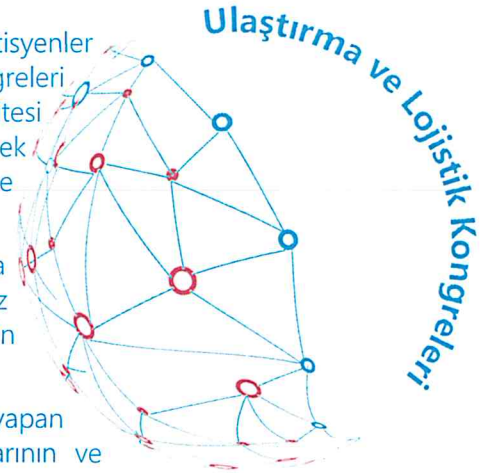 tisyenler
greleri
tesi
ek
e
a
z
n
yapan
arının ve
Ulaştırma ve Lojistik Kongreleri